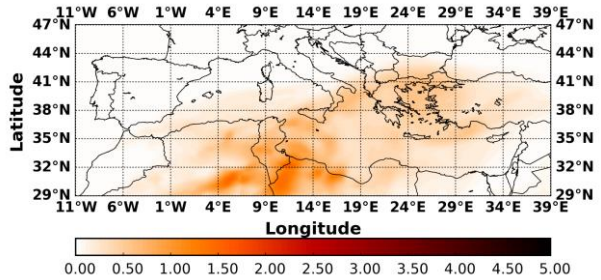 11°W 6°W 1°W 4°E 9°E 14°E 19°E 24°E 29°E 34°E 39°E
47°N 47°N
44°N 44°N
41°N 41°N
38°N 38°N
35°N 35°N
32°N 32°N
29°N 29°N
11°W 6°W 1°W 4°E 9°E 14°E 19°E 24°E 29°E 34°E 39°E
Latitude
Longitude
0.00 0.50 1.00 1.50 2.00 2.50 3.00 3.50 4.00 4.50 5.00